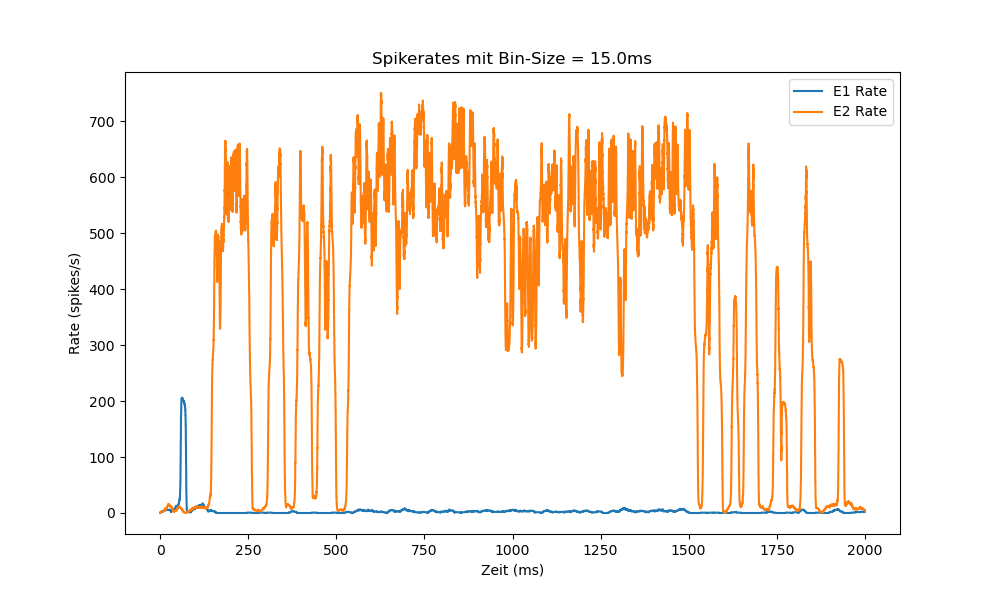 Spikerates mit Bin-Size = 15.0ms
E1 Rate
E2 Rate
700
600
500
400
300
200
100
0
Rate (spikes/s)
0 250 500 750 1000 1250 1500 1750 2000
Zeit (ms)